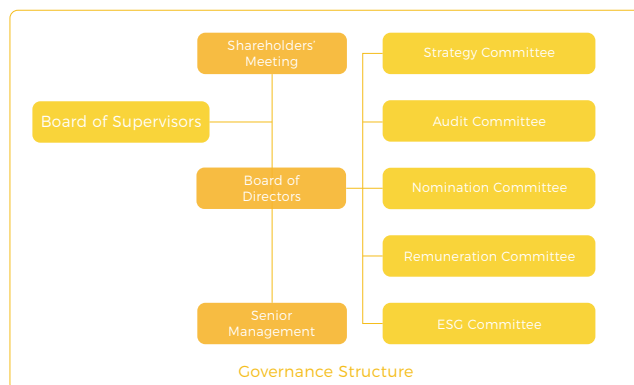 Shareholders'
Meeting
Strategy Committee
Board of Supervisors
Audit Committee
Board of
Directors
Nomination Committee
Remuneration Committee
Senior
Management
ESG Committee
Governance Structure